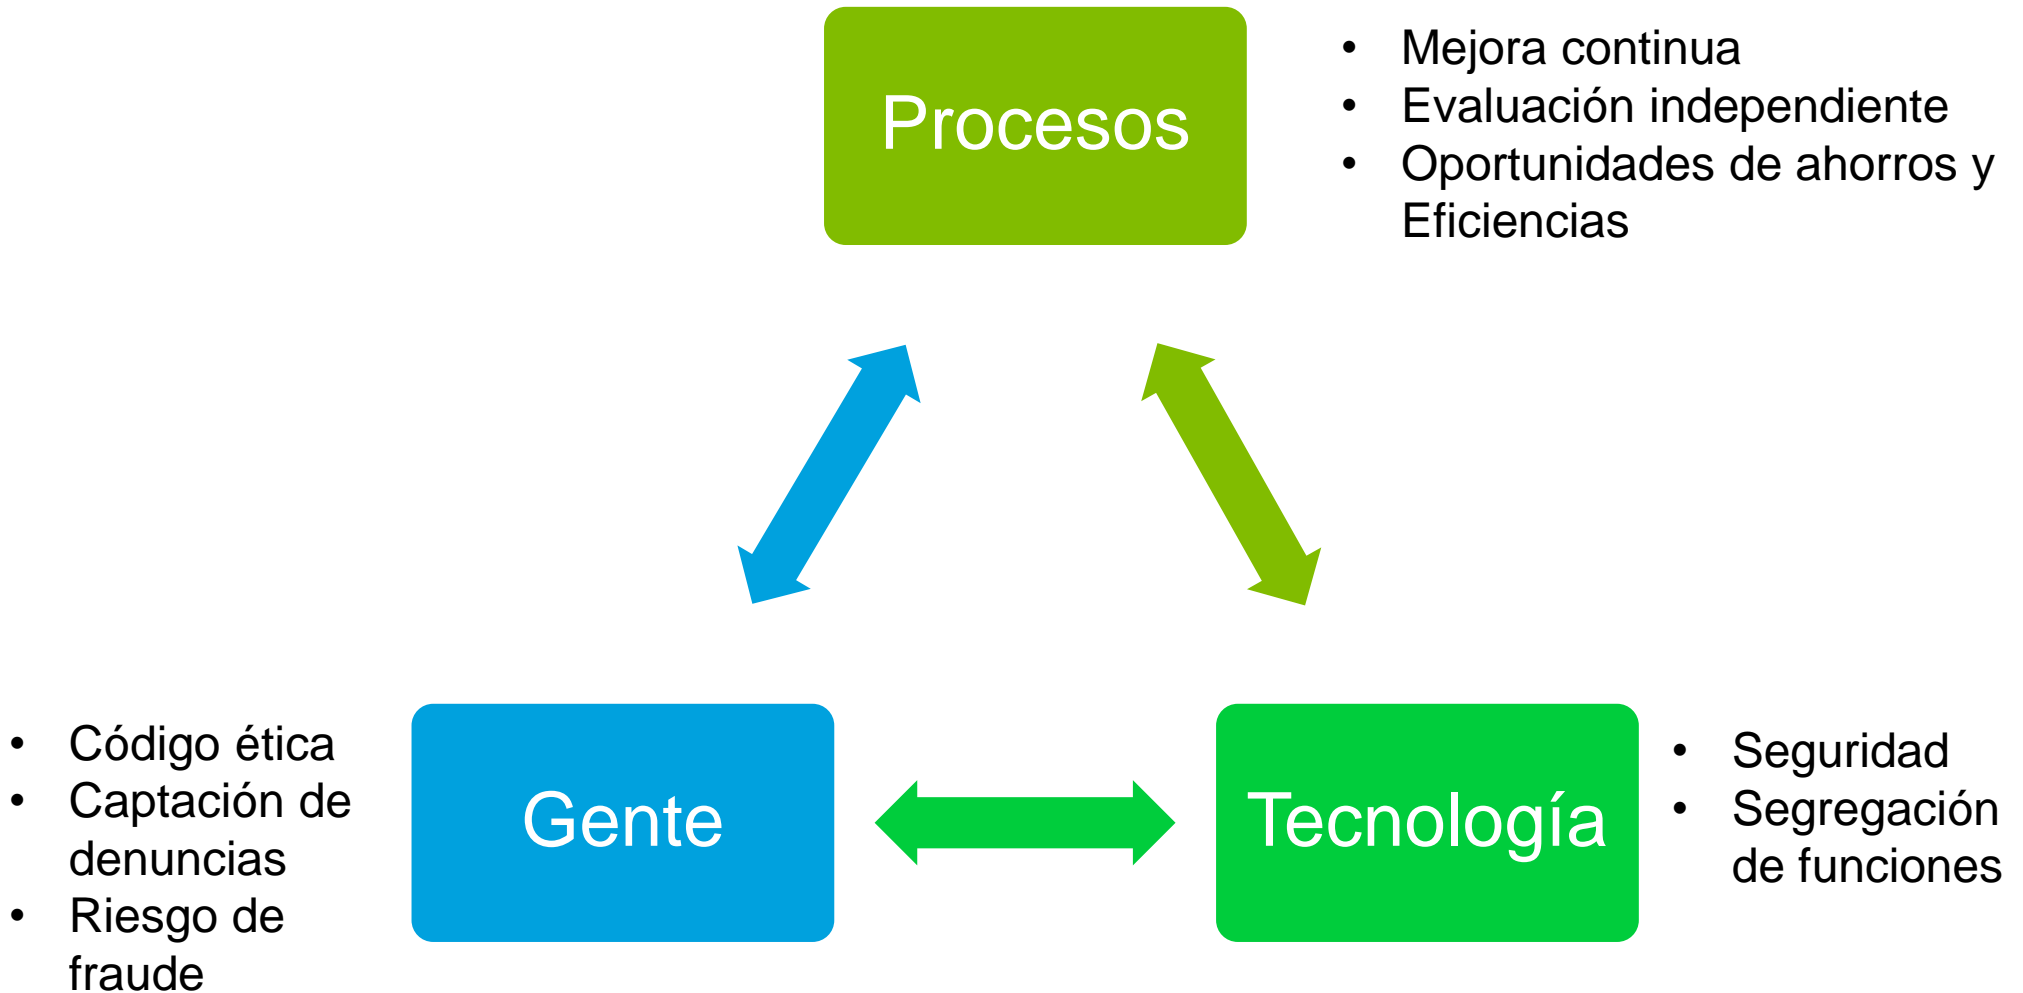 Procesos
• Mejora continua
• Evaluación independiente
• Oportunidades de ahorros y
Eficiencias
• Código ética
• Captación de
denuncias
• Riesgo de
fraude
Gente
Tecnología
• Seguridad
• Segregación
de funciones